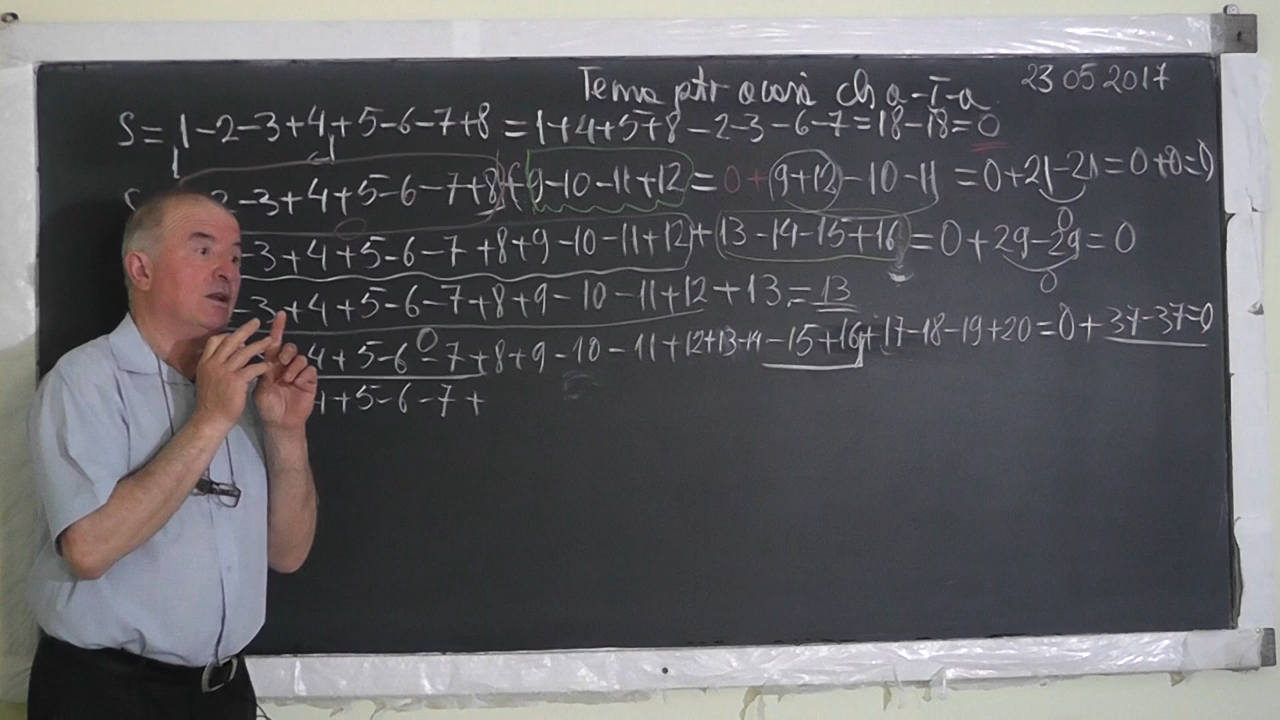 Tema ptr acasă cl a-I-a 23 05 2017
S = 1-2-3+4+5-6-7+8 = 1+4+5+8-2-3-6-7=18-18=0
2-3+4+5-6-7+8+9-10-11+12= 0+(9+12)-10-11 = 0+21-21=0+0=0
-3+4+5-6-7+8+9-10-11+12+13-14-15+16=0+29-29=0
-3+4+5-6-7+8+9-10-11+12+13=13
4+5-6-7+8+9-10-11+12+13-14-15+16+17-18-19+20=0+37-37=0
+5-6-7+